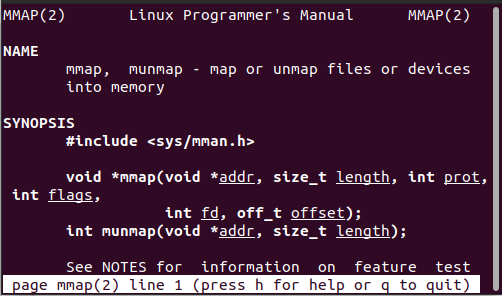 MMAP(2) Linux Programmer's Manual MMAP(2)
NAME
mmap, munmap - map or unmap files or devices
into memory
SYNOPSIS
#include <sys/mman.h>
void *mmap(void *addr, size_t length, int prot,
int flags,
int fd, off_t offset);
int munmap(void *addr, size_t length);
See NOTES for information on feature test
page mmap(2) line 1 (press h for help or q to quit)